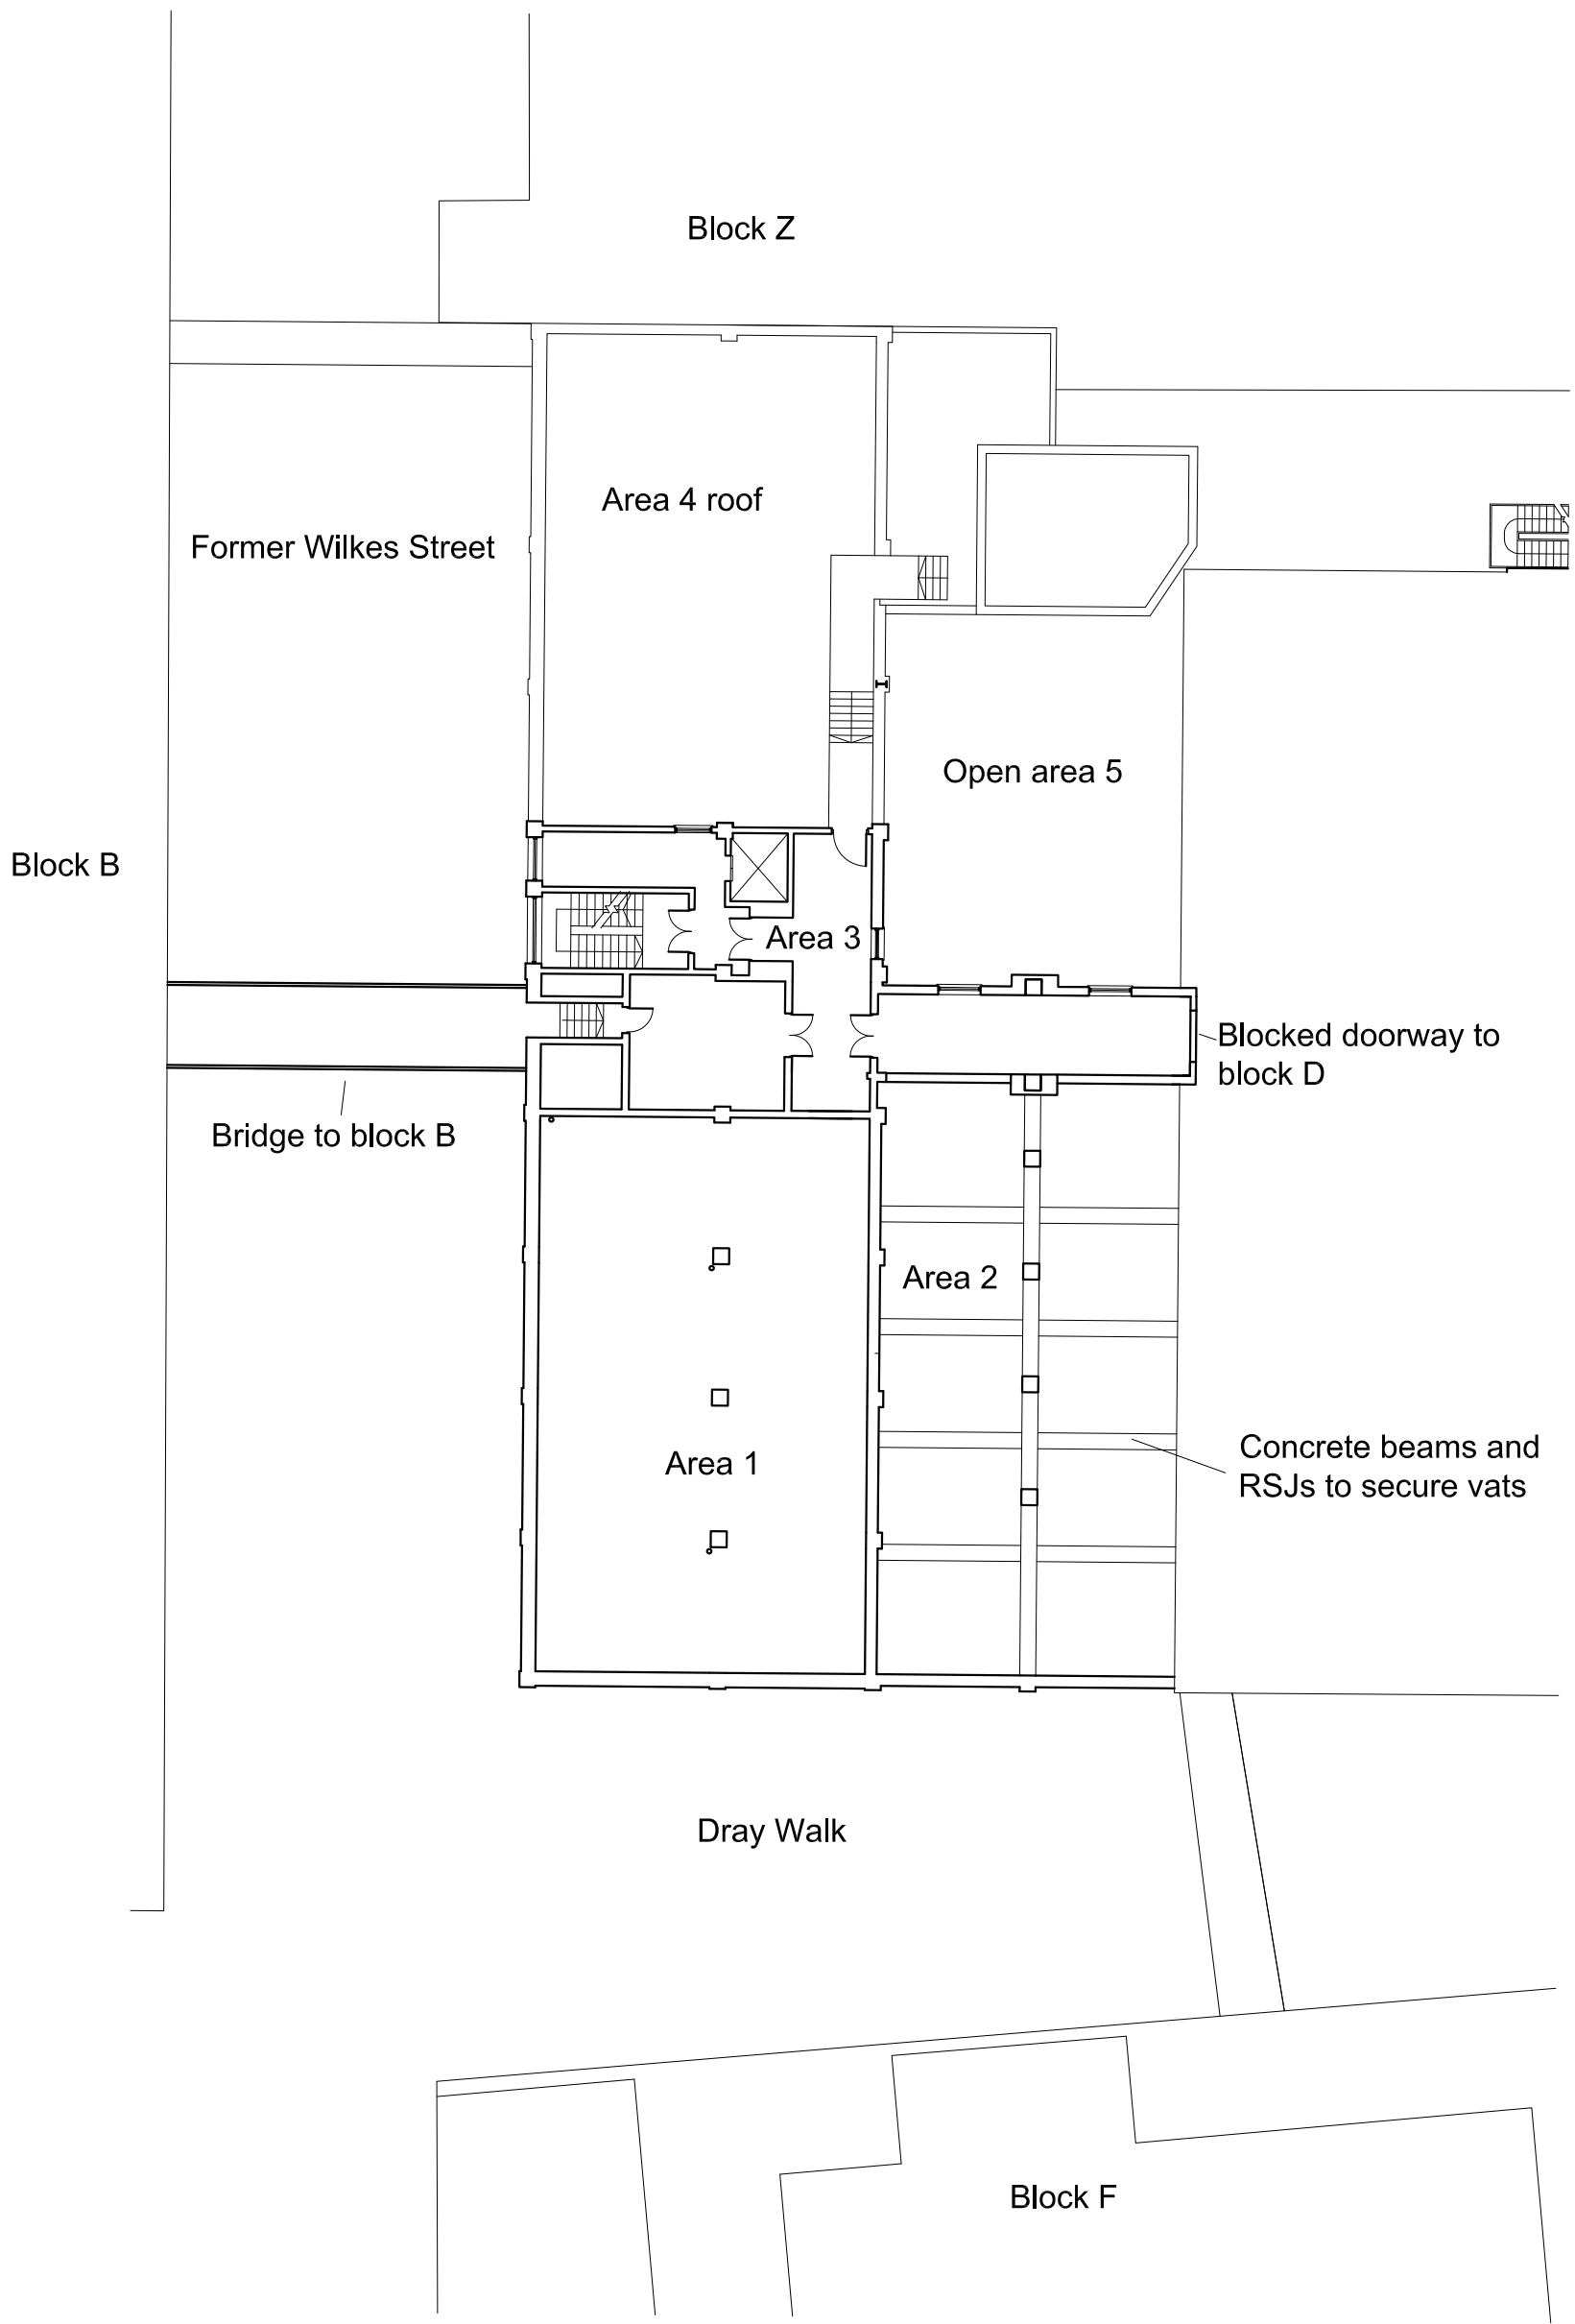 Block Z
Area 4 roof
Former Wilkes Street
Open area 5
Block B
Area 3
Blocked doorway to
block D
Bridge to block B
Area 2
Concrete beams and
RSJs to secure vats
Area 1
Dray Walk
Block F